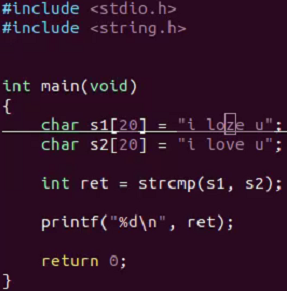 #include <stdio.h>
#include <string.h>
int main(void)
{
char s1[20] = "i loze u";
char s2[20] = "i love u";
int ret = strcmp(s1, s2);
printf("%d\n", ret);
return 0;
}